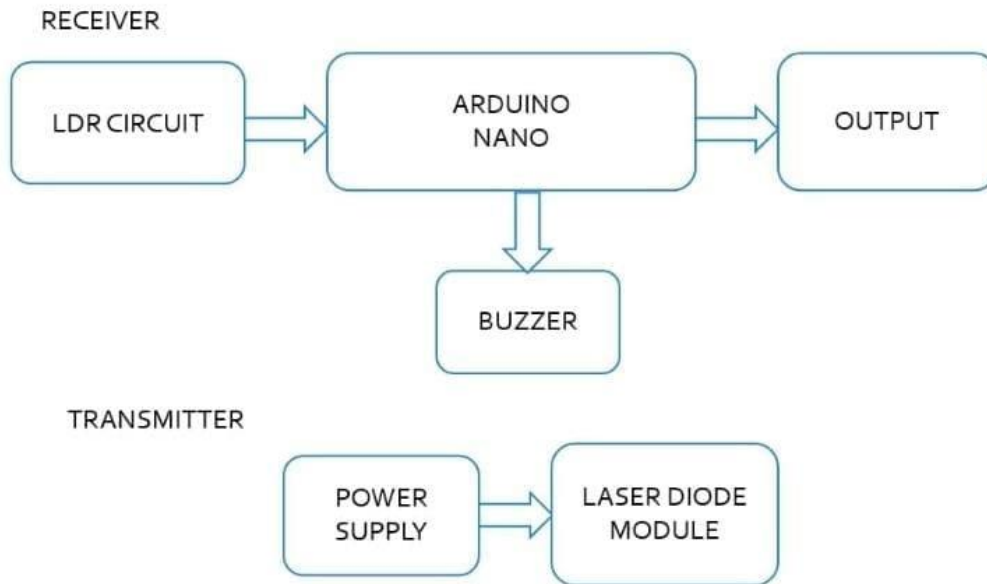 RECEIVER
LDR CIRCUIT
ARDUINO
NANO
OUTPUT
BUZZER
TRANSMITTER
POWER
SUPPLY
LASER DIODE
MODULE